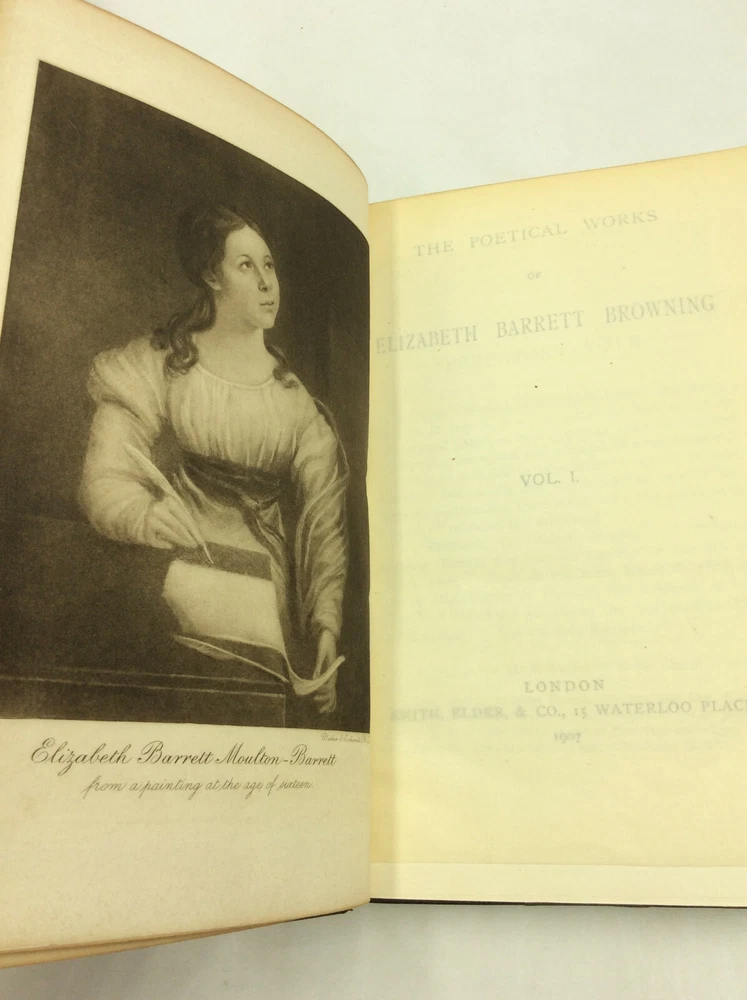 Elizabeth Barrett Moulton-Barrett
from a painting at the age of sixteen.
THE POETICAL WORKS
OF
ELIZABETH BARRETT BROWNING
VOL. I.
LONDON
SMITH, ELDER, & CO., 15 WATERLOO PLACE
1907